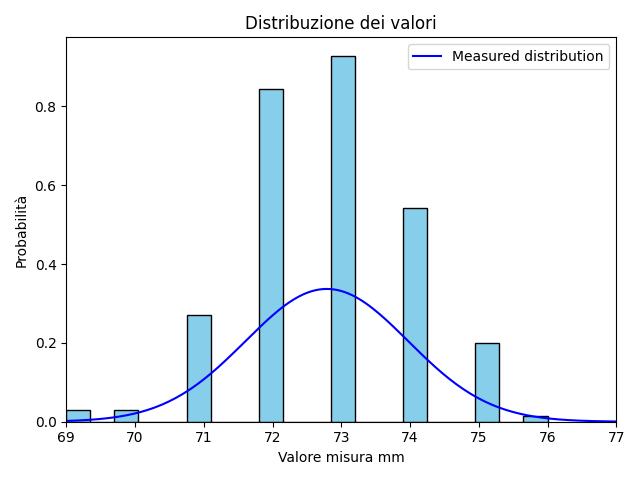 Distribuzione dei valori
Measured distribution
Probabilità
0.8
0.6
0.4
0.2
0.0
69 70 71 72 73 74 75 76 77
Valore misura mm